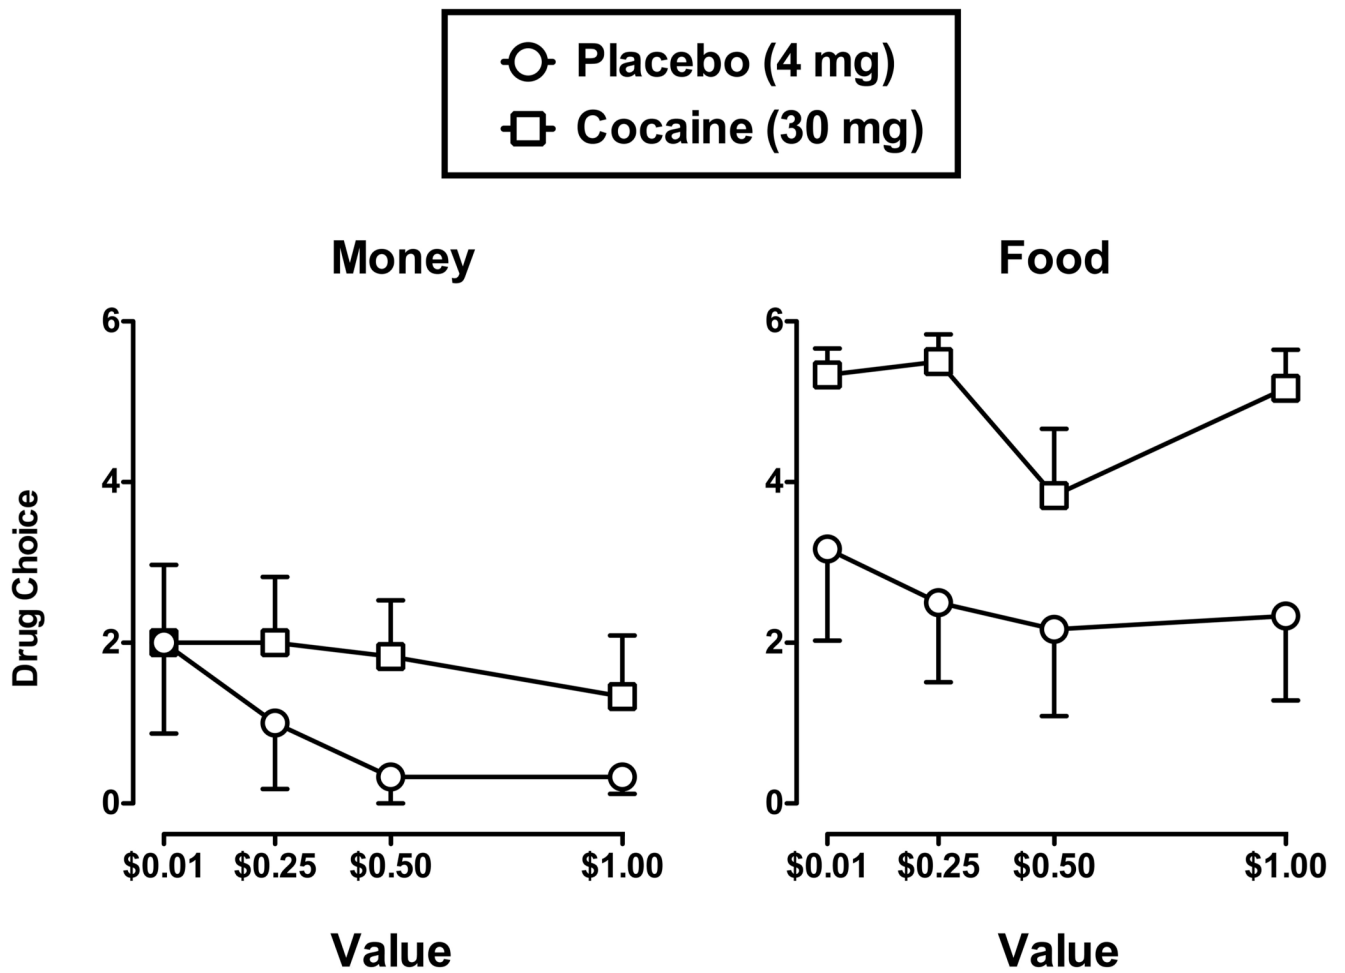 Placebo (4 mg)
Cocaine (30 mg)
Money
Food
Drug Choice
6
4
2
0
$0.01 $0.25 $0.50 $1.00
Value
6
4
2
0
$0.01 $0.25 $0.50 $1.00
Value